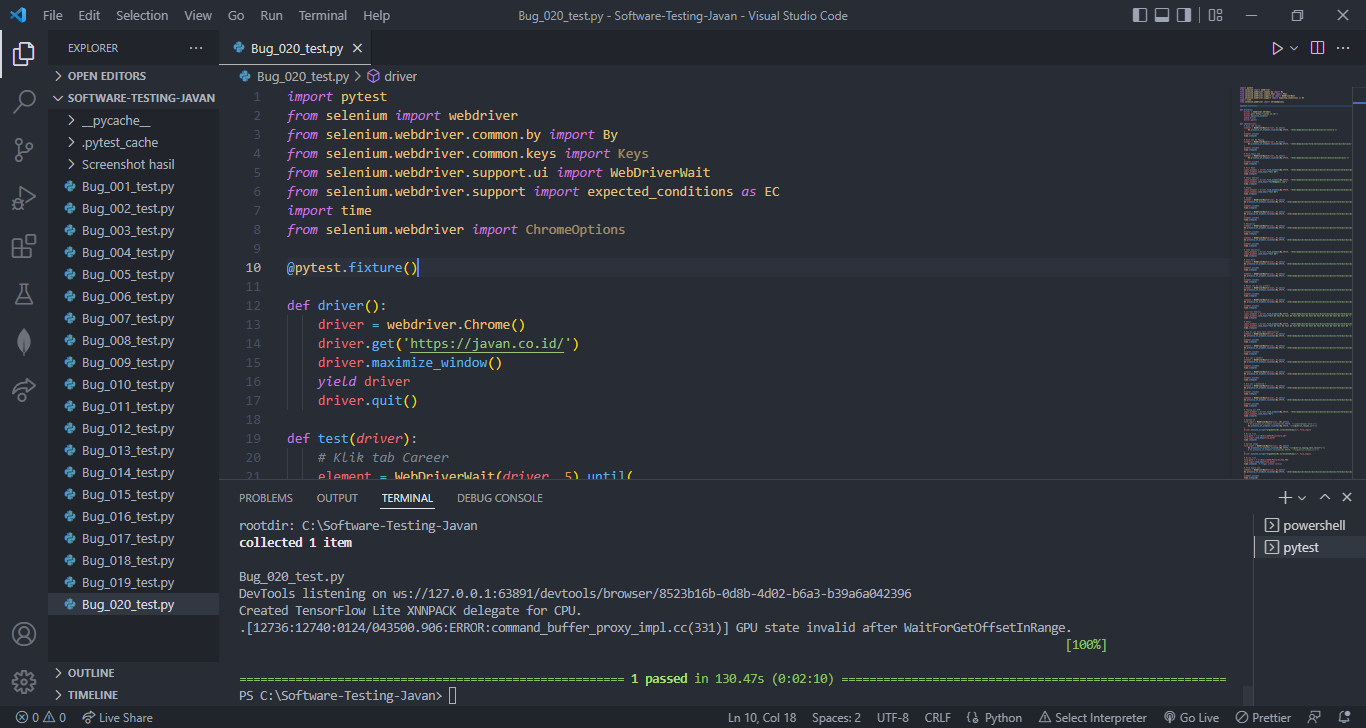 File Edit Selection View Go Run Terminal Help
Bug_020_test.py - Software-Testing-Javan - Visual Studio Code
EXPLORER
OPEN EDITORS
SOFTWARE-TESTING-JAVAN
__pycache__
.pytest_cache
Screenshot hasil
Bug_001_test.py
Bug_002_test.py
Bug_003_test.py
Bug_004_test.py
Bug_005_test.py
Bug_006_test.py
Bug_007_test.py
Bug_008_test.py
Bug_009_test.py
Bug_010_test.py
Bug_011_test.py
Bug_012_test.py
Bug_013_test.py
Bug_014_test.py
Bug_015_test.py
Bug_016_test.py
Bug_017_test.py
Bug_018_test.py
Bug_019_test.py
Bug_020_test.py
OUTLINE
TIMELINE
Bug_020_test.py
Bug_020_test.py > driver
1 import pytest
2 from selenium import webdriver
3 from selenium.webdriver.common.by import By
4 from selenium.webdriver.common.keys import Keys
5 from selenium.webdriver.support.ui import WebDriverWait
6 from selenium.webdriver.support import expected_conditions as EC
7 import time
8 from selenium.webdriver import ChromeOptions
9
10 @pytest.fixture()
11
12 def driver():
13 driver = webdriver.Chrome()
14 driver.get('https://javan.co.id/')
15 driver.maximize_window()
16 yield driver
17 driver.quit()
18
19 def test(driver):
20 # Klik tab Career
21 element = WebDriverWait(driver, 5).until(
PROBLEMS OUTPUT TERMINAL DEBUG CONSOLE
rootdir: C:\Software-Testing-Javan
collected 1 item
Bug_020_test.py
DevTools listening on ws://127.0.0.1:63891/devtools/browser/8523b16b-0d8b-4d02-b6a3-b39a6a042396
Created TensorFlow Lite XNNPACK delegate for CPU.
.[12736:12740:0124/043500.906:ERROR:command_buffer_proxy_impl.cc(331)] GPU state invalid after WaitForGetOffsetInRange.
[100%]
1 passed in 130.47s (0:02:10)
PS C:\Software-Testing-Javan>
powershell
pytest
0 0 Live Share
Ln 10, Col 18 Spaces: 2 UTF-8 CRLF Python Select Interpreter Go Live Prettier